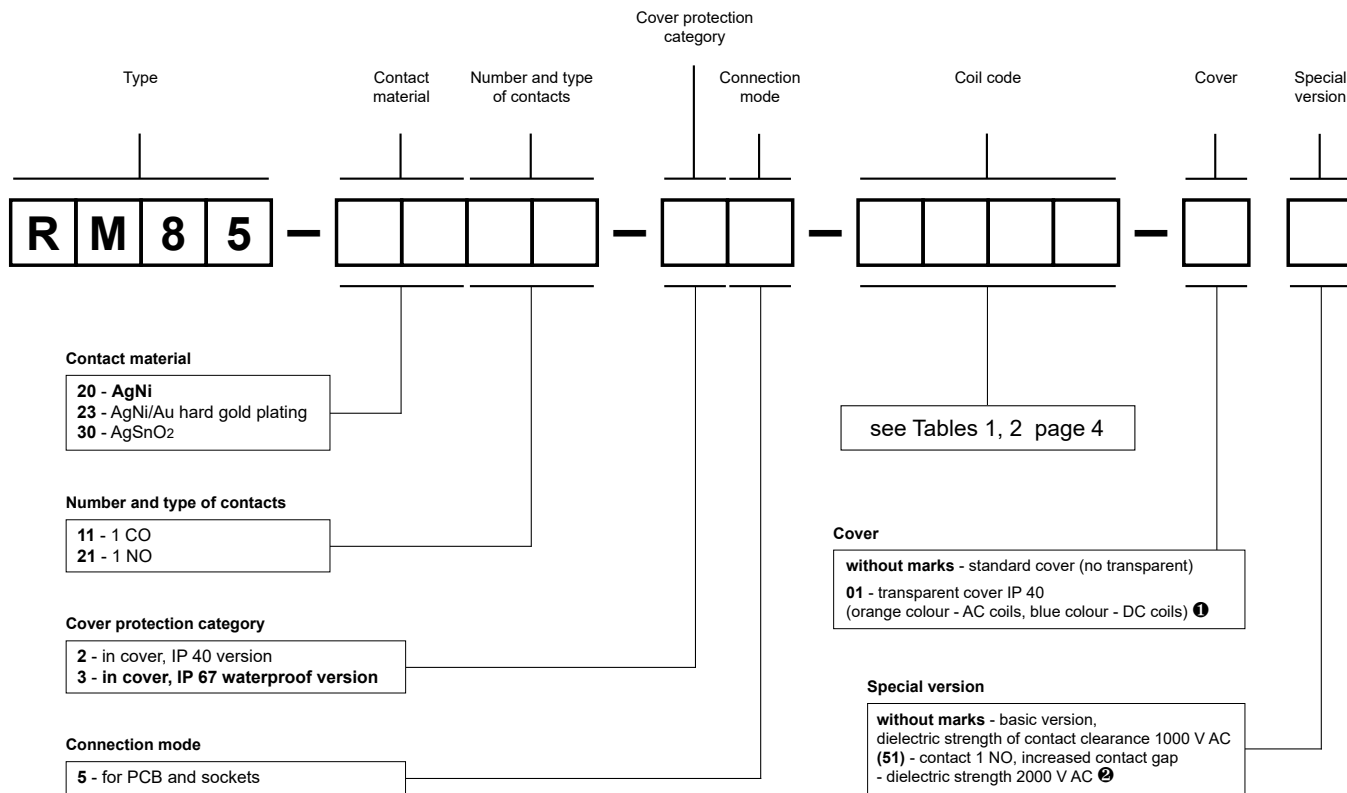 Cover protection
category
Type
Contact
material
Number and type
of contacts
Connection
mode
Coil code
Cover
Special
version
R M 8 5 – – – –
Contact material
20 - AgNi
23 - AgNi/Au hard gold plating
30 - AgSnO2
see Tables 1, 2 page 4
Number and type of contacts
11 - 1 CO
21 - 1 NO
Cover
without marks - standard cover (no transparent)
01 - transparent cover IP 40
(orange colour - AC coils, blue colour - DC coils) ❶
Cover protection category
2 - in cover, IP 40 version
3 - in cover, IP 67 waterproof version
Special version
without marks - basic version,
dielectric strength of contact clearance 1000 V AC
(51) - contact 1 NO, increased contact gap
- dielectric strength 2000 V AC ❷
Connection mode
5 - for PCB and sockets